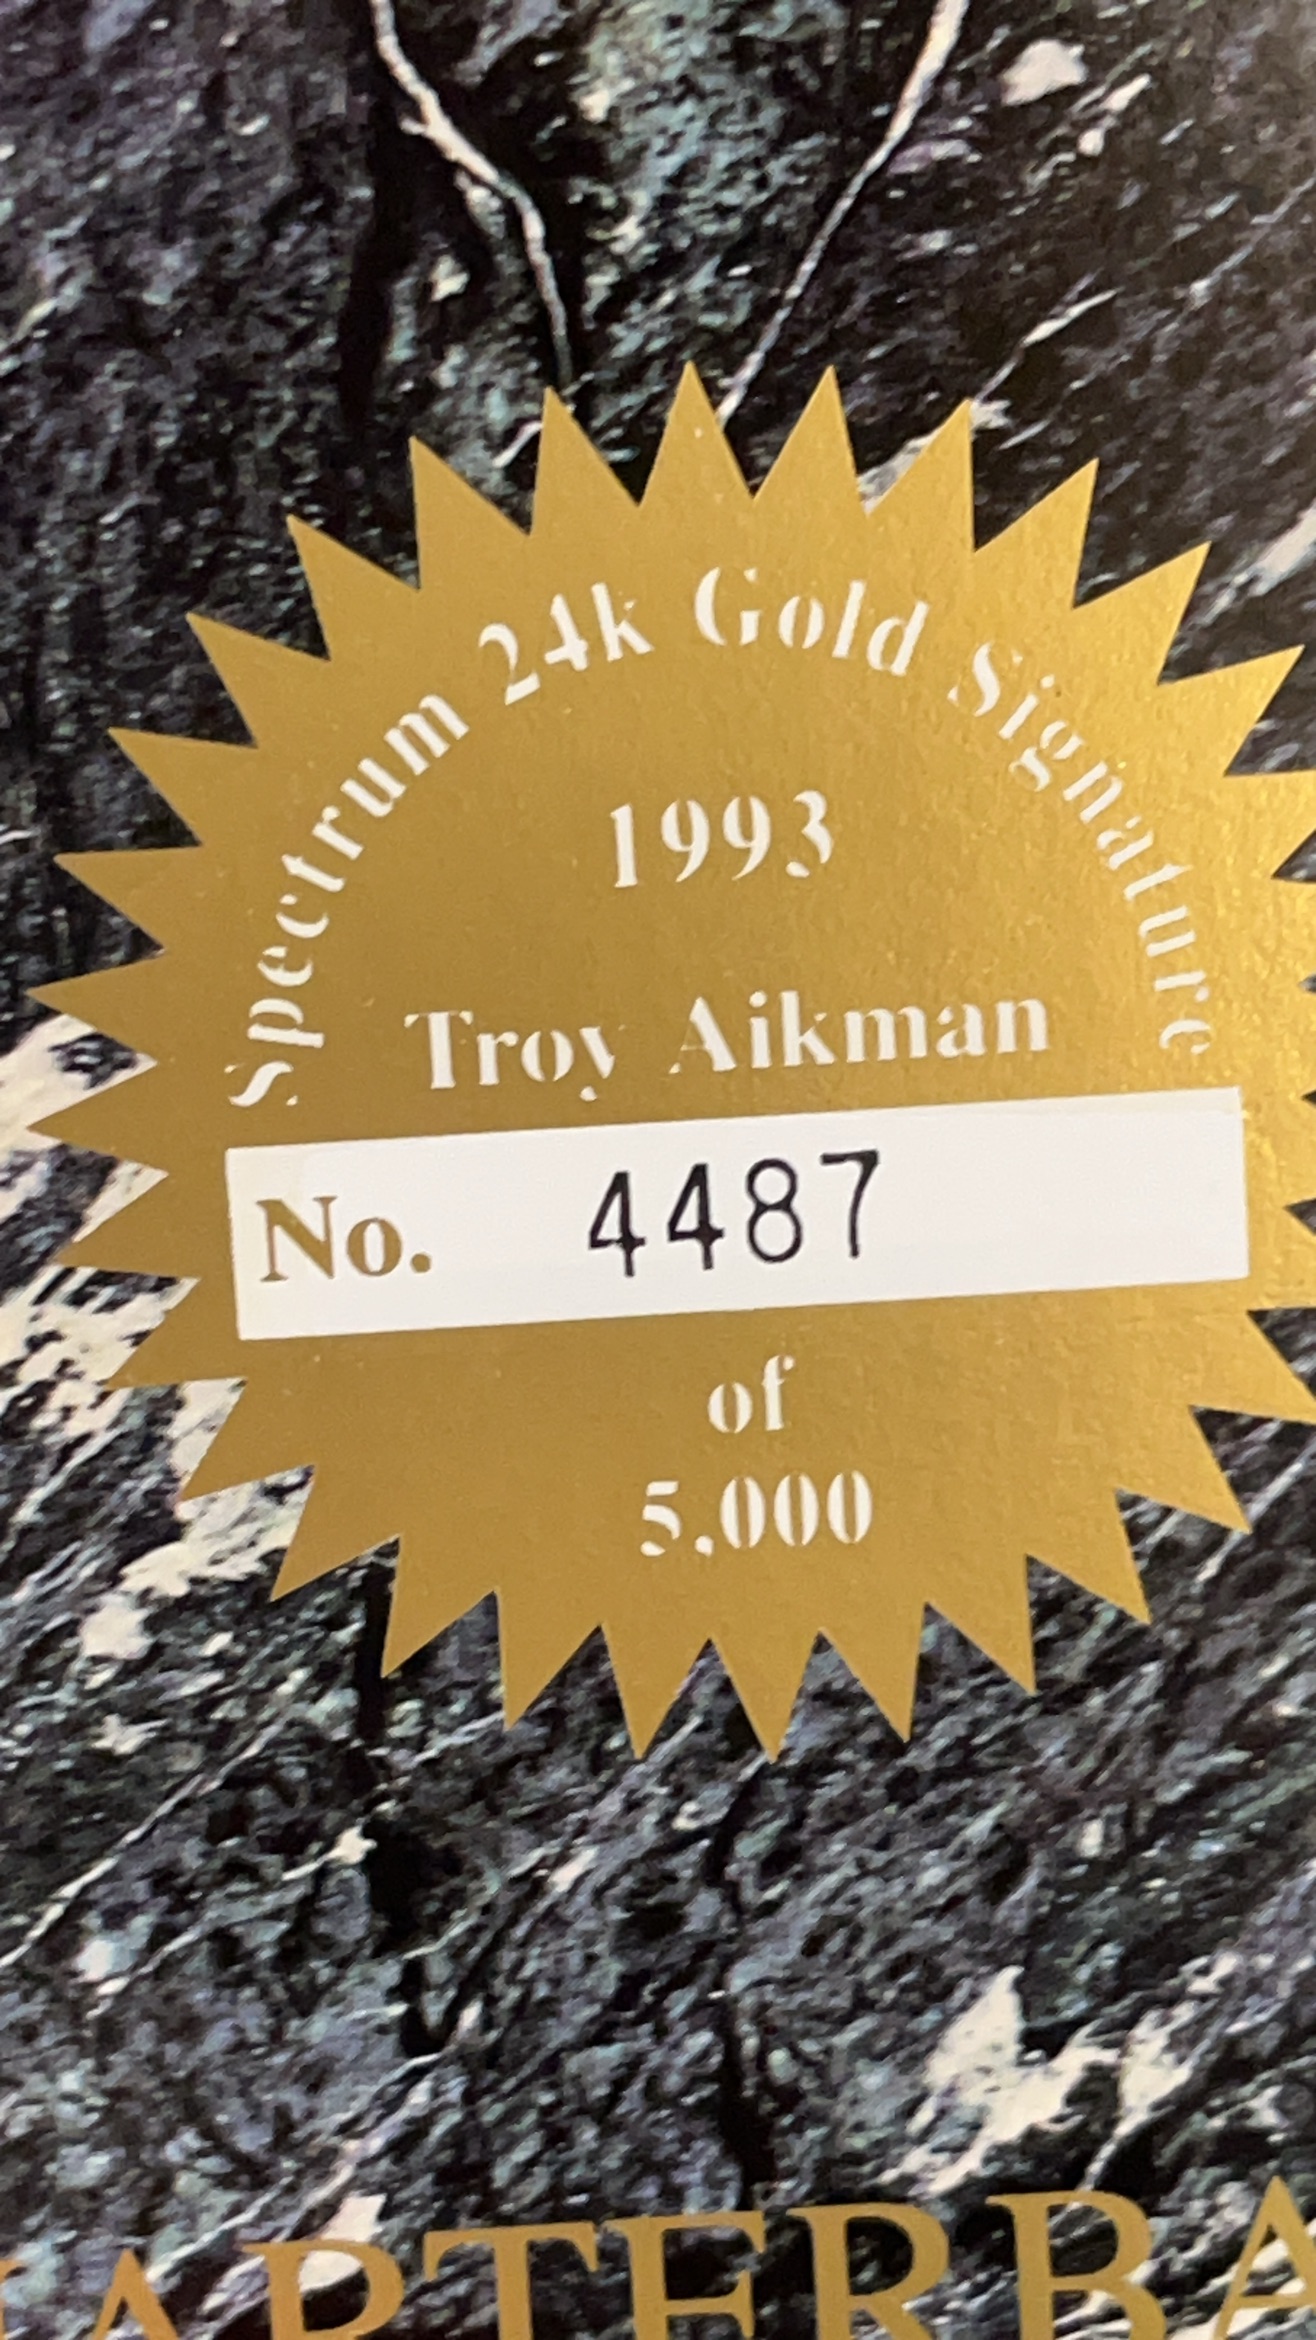 Spectrum 24k Gold Signature
1993
Troy Aikman
No. 4487
of
5,000